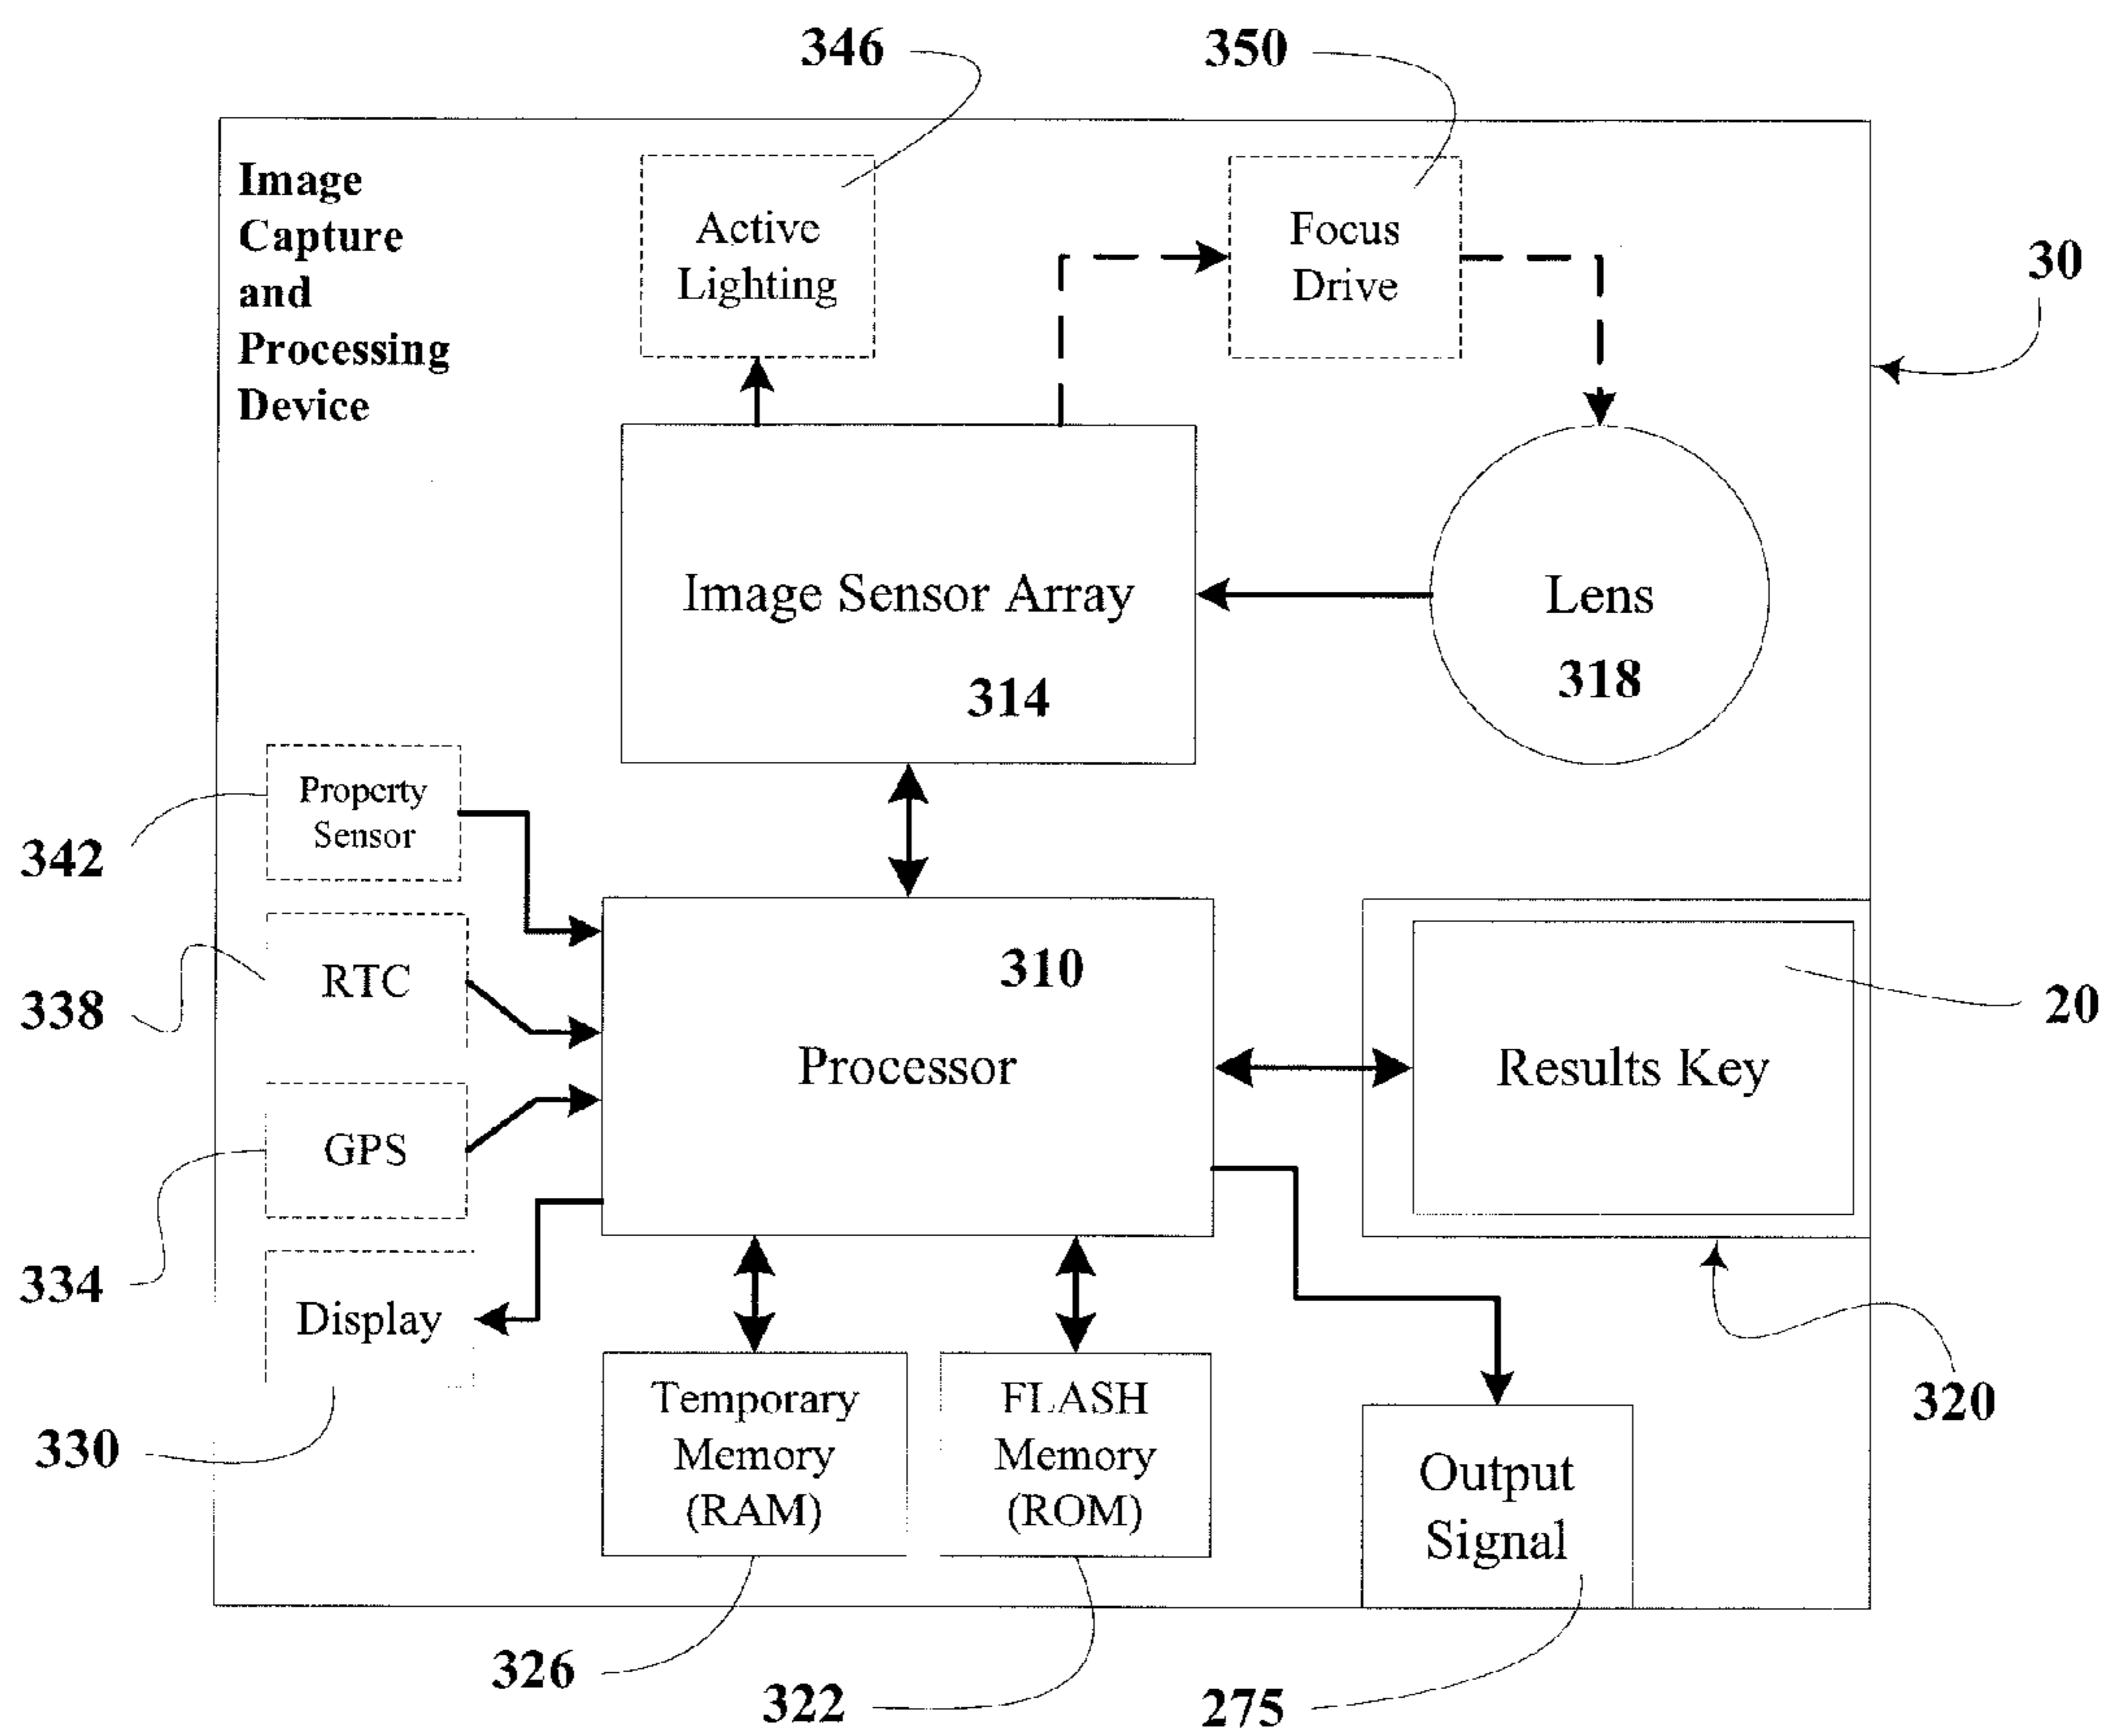 346
350
Image
Capture
and
Processing
Device
Active
Lighting
Focus
Drive
30
Image Sensor Array
314
Lens
318
Property
Sensor
342
RTC
338
GPS
334
Display
330
310
Processor
Results Key
20
320
Temporary
Memory
(RAM)
FLASH
Memory
(ROM)
Output
Signal
326
322
275